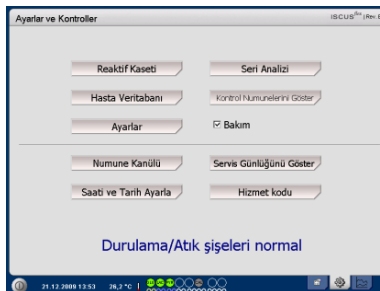 Ayarlar ve Kontroller
ISCUS
Reaktif Kaseti
Seri Analizi
Hasta Veritabanı
Kontrol Numunelerini Göster
Ayarlar
Bakım
Numune Kanülü
Servis Günlüğünü Göster
Saati ve Tarih Ayarla
Hizmet kodu
Durulama/Atık şişeleri normal
21.12.2009 13:53
26,2 °C